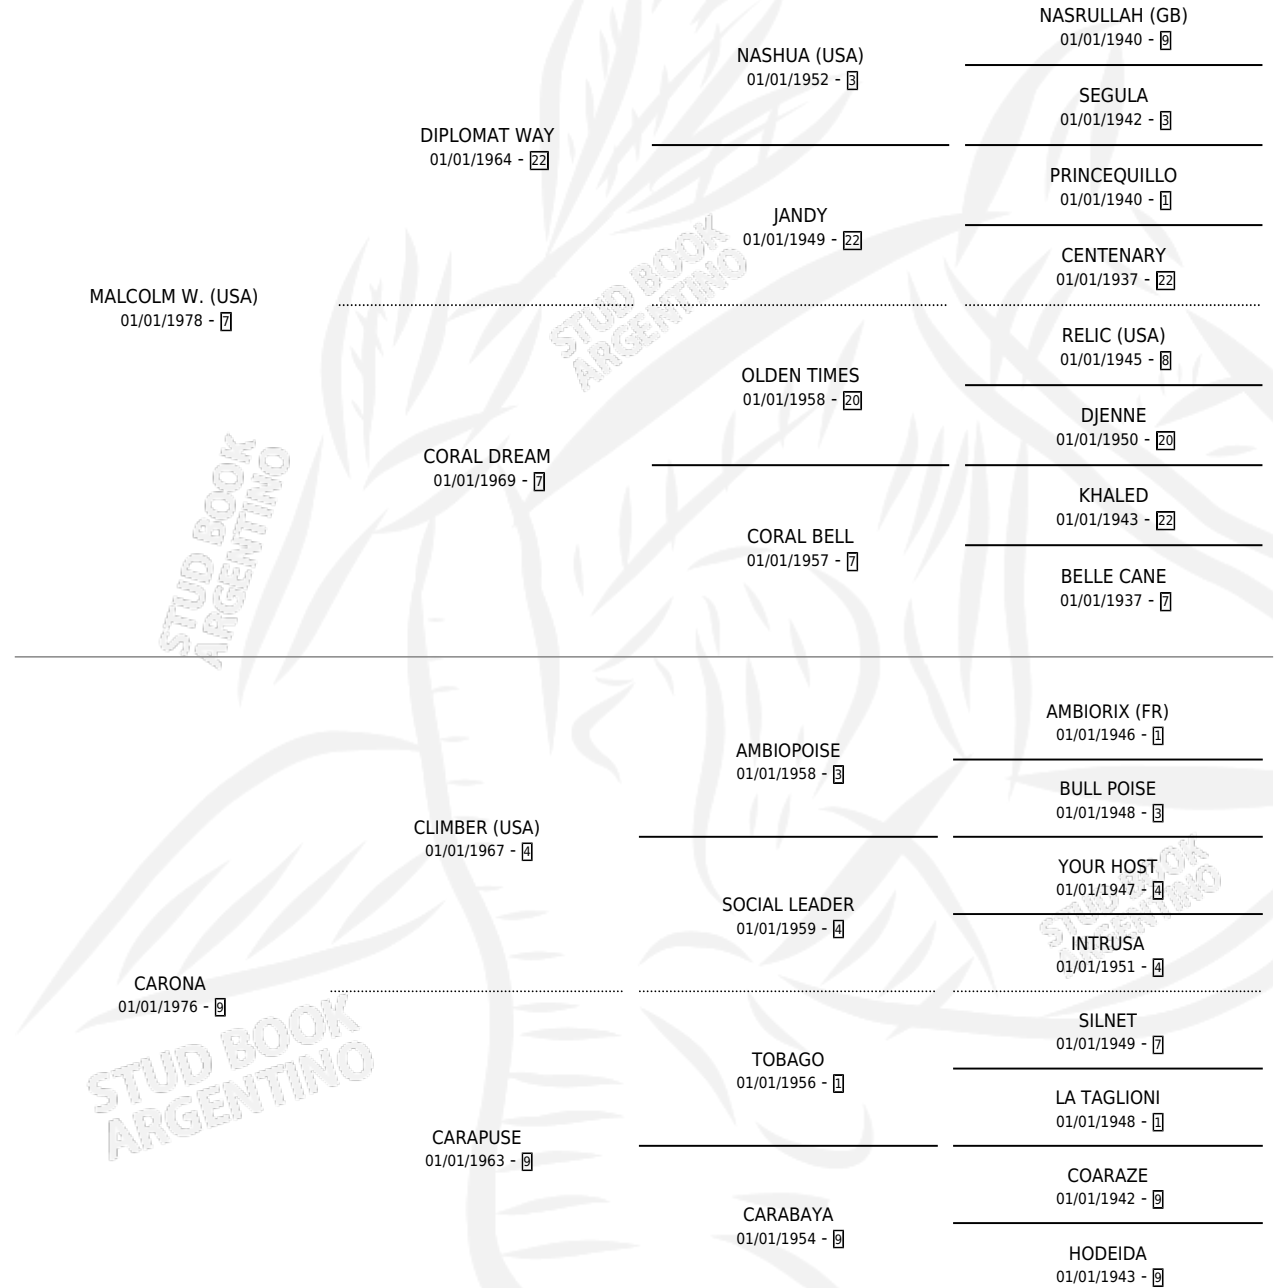 NASRULLAH (GB)
01/01/1940 - 9
NASHUA (USA)
01/01/1952 - 3
SEGULA
01/01/1942 - 3
DIPLOMAT WAY
01/01/1964 - 22
PRINCEQUILLO
01/01/1940 - 1
JANDY
01/01/1949 - 22
CENTENARY
01/01/1937 - 22
MALCOLM W. (USA)
01/01/1978 - 7
RELIC (USA)
01/01/1945 - 8
OLDEN TIMES
01/01/1958 - 20
DJENNE
01/01/1950 - 20
CORAL DREAM
01/01/1969 - 7
KHALED
01/01/1943 - 22
CORAL BELL
01/01/1957 - 7
BELLE CANE
01/01/1937 - 7
STUD BOOK
ARGENTINO
STUD BOOK
ARGENTINO
AMBIORIX (FR)
01/01/1946 - 1
AMBIOPOISE
01/01/1958 - 3
BULL POISE
01/01/1948 - 3
CLIMBER (USA)
01/01/1967 - 4
YOUR HOST
01/01/1947 - 4
SOCIAL LEADER
01/01/1959 - 4
INTRUSA
01/01/1951 - 4
STUD BOOK
ARGENTINO
CARONA
01/01/1976 - 9
SILNET
01/01/1949 - 7
TOBAGO
01/01/1956 - 1
LA TAGLIONI
01/01/1948 - 1
STUD BOOK
ARGENTINO
CARAPUSE
01/01/1963 - 9
COARAZE
01/01/1942 - 9
CARABAYA
01/01/1954 - 9
HODEIDA
01/01/1943 - 9